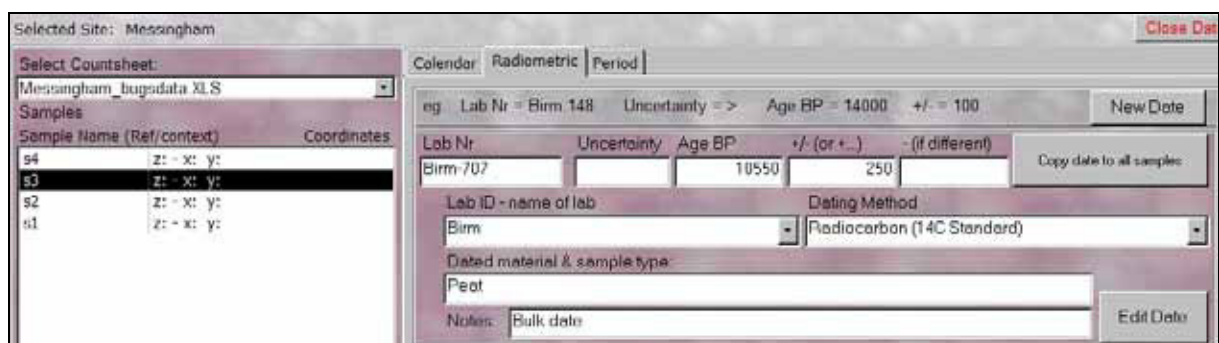 Selected Site: Messingham
Close Dat
Select Countsheet:
Messingham_bugsdata.XLS
Samples
Sample Name (Ref/context) Coordinates
s4 z: - x: y:
s3 z: - x: y:
s2 z: - x: y:
s1 z: - x: y:
Calendar Radiometric Period
eg. Lab Nr = Birm 148 Uncertainty = > Age BP = 14000 +/- = 100
New Date
Lab Nr Uncertainty Age BP +/- (or +...) - (if different)
Birm-707 10550 250
Copy date to all samples
Lab ID - name of lab Dating Method
Birm Radiocarbon (14C Standard)
Dated material & sample type:
Peat
Notes: Bulk date
Edit Date